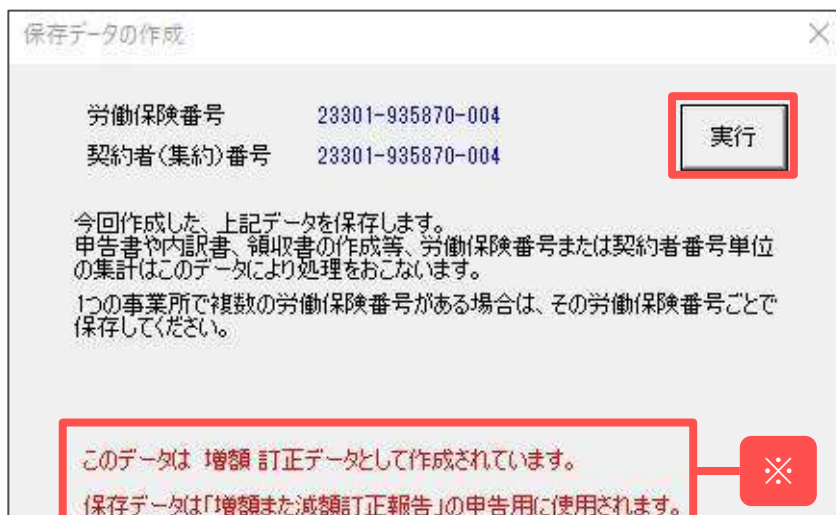 保存データの作成
労働保険番号 23301-935870-004
実行
契約者(集約)番号 23301-935870-004
今回作成した、上記データを保存します。
申告書や内訳書、領収書の作成等、労働保険番号または契約者番号単位
の集計はこのデータにより処理をおこないます。
1つの事業所で複数の労働保険番号がある場合は、その労働保険番号ごとで
保存してください。
このデータは 増額 訂正データとして作成されています。
※
保存データは「増額また減額訂正報告」の申告用に使用されます。